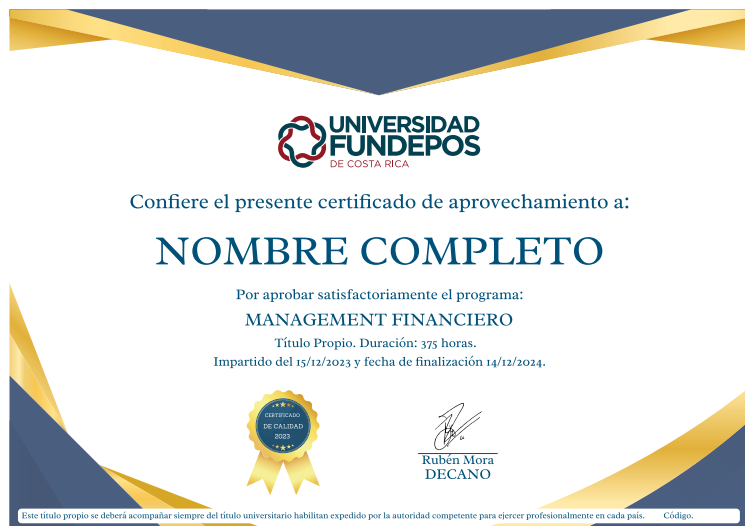 UNIVERSIDAD
FUNDEPOS
DE COSTA RICA
Confiere el presente certificado de aprovechamiento a:
NOMBRE COMPLETO
Por aprobar satisfactoriamente el programa:
MANAGEMENT FINANCIERO
Título Propio. Duración: 375 horas.
Impartido del 15/12/2023 y fecha de finalización 14/12/2024.
CERTIFICADO
DE CALIDAD
2023
Rubén Mora
DECANO
Este título propio se deberá acompañar siempre del título universitario habilitan expedido por la autoridad competente para ejercer profesionalmente en cada país. Código.